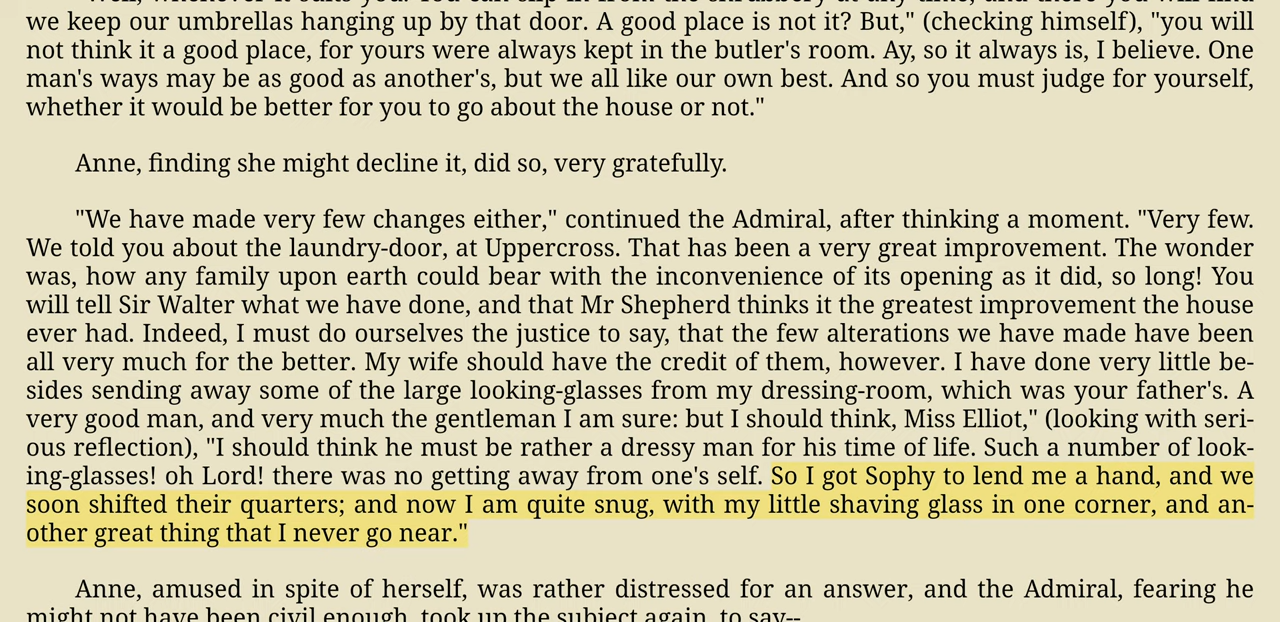 we keep our umbrellas hanging up by that door. A good place is not it? But," (checking himself), "you will
not think it a good place, for yours were always kept in the butler's room. Ay, so it always is, I believe. One
man's ways may be as good as another's, but we all like our own best. And so you must judge for yourself,
whether it would be better for you to go about the house or not."
Anne, finding she might decline it, did so, very gratefully.
"We have made very few changes either," continued the Admiral, after thinking a moment. "Very few.
We told you about the laundry-door, at Uppercross. That has been a very great improvement. The wonder
was, how any family upon earth could bear with the inconvenience of its opening as it did, so long! You
will tell Sir Walter what we have done, and that Mr Shepherd thinks it the greatest improvement the house
ever had. Indeed, I must do ourselves the justice to say, that the few alterations we have made have been
all very much for the better. My wife should have the credit of them, however. I have done very little be-
sides sending away some of the large looking-glasses from my dressing-room, which was your father's. A
very good man, and very much the gentleman I am sure: but I should think, Miss Elliot," (looking with seri-
ous reflection), "I should think he must be rather a dressy man for his time of life. Such a number of look-
ing-glasses! oh Lord! there was no getting away from one's self. So I got Sophy to lend me a hand, and we
soon shifted their quarters; and now I am quite snug, with my little shaving glass in one corner, and an-
other great thing that I never go near."
Anne, amused in spite of herself, was rather distressed for an answer, and the Admiral, fearing he
might not have been civil enough, took up the subject again, to say--